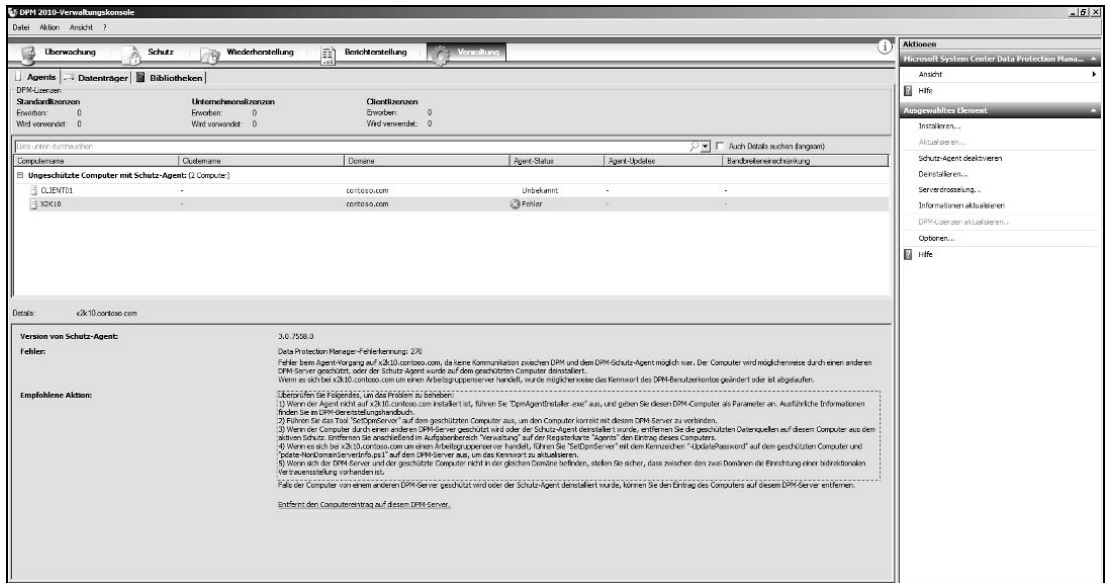 DPM 2010-Verwaltungskonsole
Datei Aktion Ansicht ?
Überwachung Schutz Wiederherstellung Berichterstellung Verwaltung
Agents Datenträger Bibliotheken
DPM-Lizenzen
Standardlizenzen Unternehmenslizenzen Clientlizenzen
Erworben: 0 Erworben: 0 Erworben: 0
Wird verwendet: 0 Wird verwendet: 0 Wird verwendet: 0
Liste unten durchsuchen Auch Details suchen (langsam)
Computername Clustername Domäne Agent-Status Agent-Updates Bandbreiteneinschränkung
Ungeschützte Computer mit Schutz-Agent: (2 Computer)
CLIENT01 - contoso.com Unbekannt - -
X2K10 - contoso.com Fehler - -
Details: x2k10.contoso.com
Version von Schutz-Agent: 3.0.7558.0
Fehler: Data Protection Manager-Fehlerkennung: 270
Fehler beim Agent-Vorgang auf x2k10.contoso.com, da keine Kommunikation zwischen DPM und dem DPM-Schutz-Agent möglich war. Der Computer wird möglicherweise durch einen anderen
DPM-Server geschützt, oder der Schutz-Agent wurde auf dem geschützten Computer deinstalliert.
Wenn es sich bei x2k10.contoso.com um einen Arbeitsgruppenserver handelt, wurde möglicherweise das Kennwort des DPM-Benutzerkontos geändert oder ist abgelaufen.
Empfohlene Aktion: Überprüfen Sie Folgendes, um das Problem zu beheben:
1) Wenn der Agent nicht auf x2k10.contoso.com installiert ist, führen Sie "DpmAgentInstaller.exe" aus, und geben Sie diesen DPM-Computer als Parameter an. Ausführliche Informationen
finden Sie im DPM-Bereitstellungshandbuch.
2) Führen Sie das Tool "SetDpmServer" auf dem geschützten Computer aus, um den Computer korrekt mit diesem DPM-Server zu verbinden.
3) Wenn der Computer durch einen anderen DPM-Server geschützt wird oder der Schutz-Agent deinstalliert wurde, entfernen Sie die geschützten Datenquellen auf diesem Computer aus dem
aktiven Schutz. Entfernen Sie anschließend im Aufgabenbereich "Verwaltung" auf der Registerkarte "Agents" den Eintrag dieses Computers.
4) Wenn es sich bei x2k10.contoso.com um einen Arbeitsgruppenserver handelt, führen Sie "SetDpmServer" mit dem Kennzeichen "-UpdatePassword" auf dem geschützten Computer und
"pdate-NonDomainServerInfo.ps1" auf dem DPM-Server aus, um das Kennwort zu aktualisieren.
5) Wenn sich der DPM-Server und der geschützte Computer nicht in der gleichen Domäne befinden, stellen Sie sicher, dass zwischen den zwei Domänen die Einrichtung einer bidirektionalen
Vertrauensstellung vorhanden ist.
Falls der Computer von einem anderen DPM-Server geschützt wird oder der Schutz-Agent deinstalliert wurde, können Sie den Eintrag des Computers auf diesem DPM-Server entfernen.
Entfernt den Computereintrag auf diesem DPM-Server.
Aktionen
Microsoft System Center Data Protection Mana...
Ansicht
Hilfe
Ausgewähltes Element
Installieren...
Aktualisieren...
Schutz-Agent deaktivieren
Deinstallieren...
Serverdrosselung...
Informationen aktualisieren
DPM-Lizenzen aktualisieren...
Optionen...
Hilfe